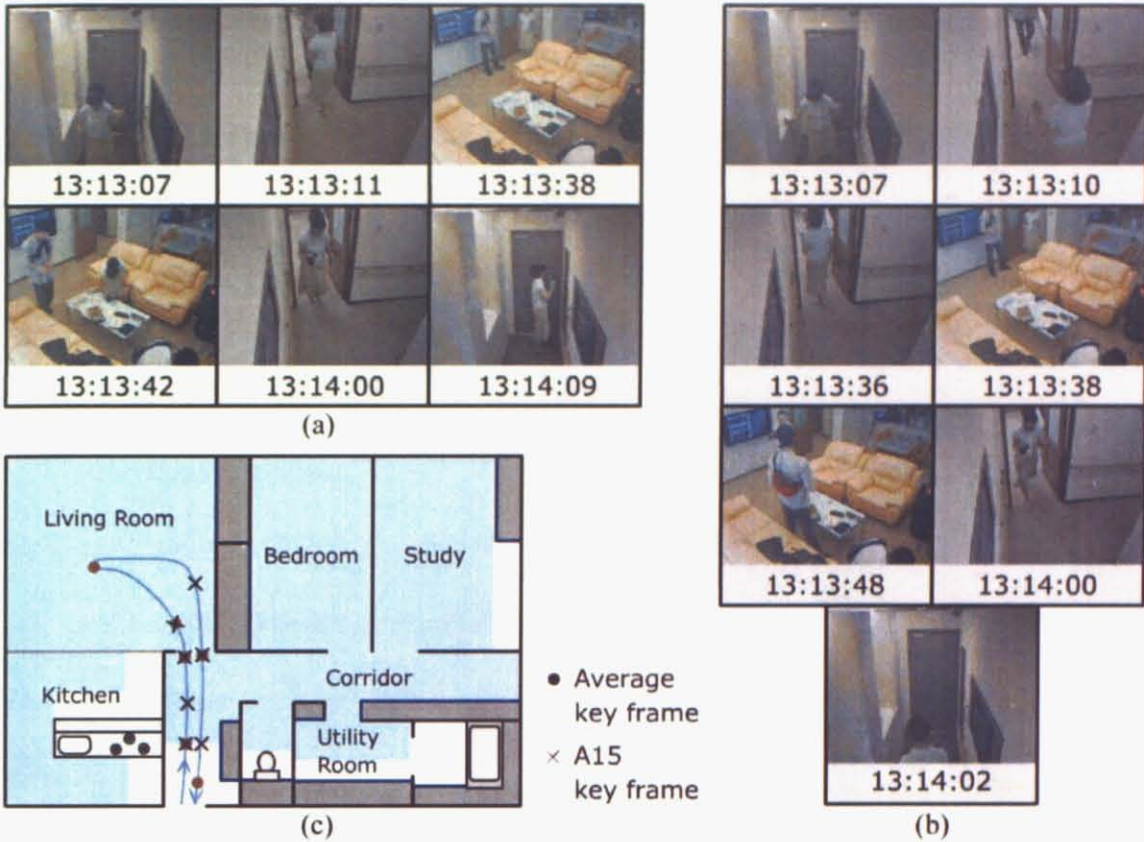 13:13:07
13:13:11
13:13:38
13:13:42
13:14:00
13:14:09
(a)
13:13:07
13:13:10
13:13:36
13:13:38
13:13:48
13:14:00
13:14:02
(b)
Living Room
Bedroom
Study
Kitchen
Corridor
Utility
Room
Average
key frame
A15
key frame
(c)